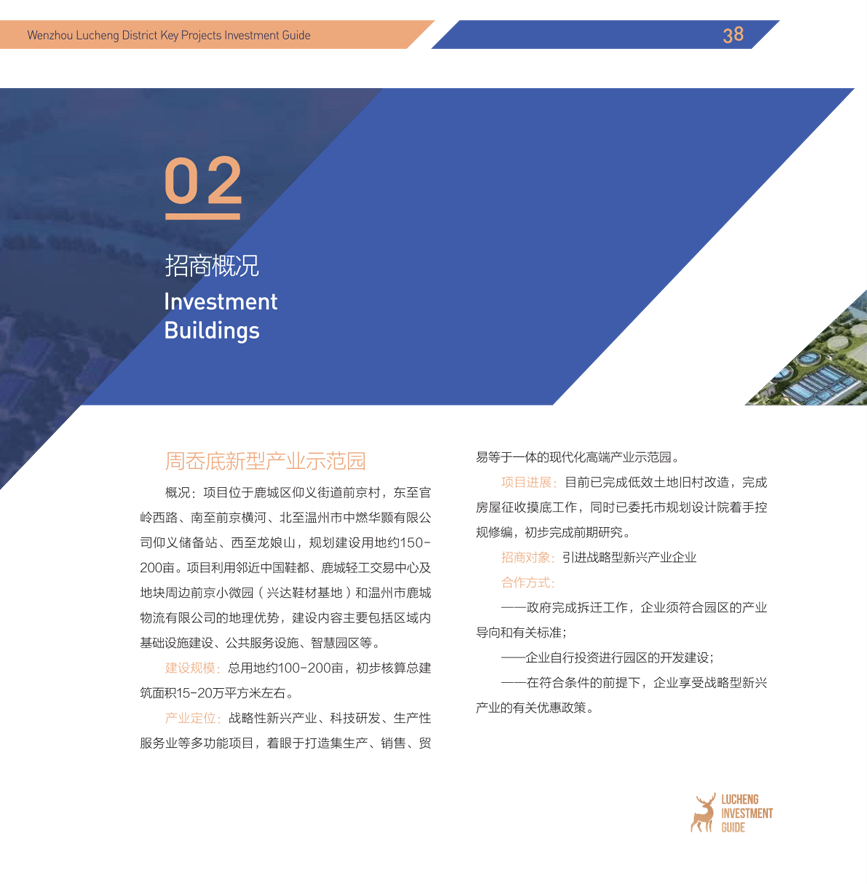 Wenzhou Lucheng District Key Projects Investment Guide
38
02
招商概况
Investment
Buildings
周岙底新型产业示范园
概况：项目位于鹿城区仰义街道前京村，东至官
岭西路、南至前京横河、北至温州市中燃华颢有限公
司仰义储备站、西至龙娘山，规划建设用地约150-
200亩。项目利用邻近中国鞋都、鹿城轻工交易中心及
地块周边前京小微园（兴达鞋材基地）和温州市鹿城
物流有限公司的地理优势，建设内容主要包括区域内
基础设施建设、公共服务设施、智慧园区等。
建设规模：总用地约100-200亩，初步核算总建
筑面积15-20万平方米左右。
产业定位：战略性新兴产业、科技研发、生产性
服务业等多功能项目，着眼于打造集生产、销售、贸
易等于一体的现代化高端产业示范园。
项目进展：目前已完成低效土地旧村改造，完成
房屋征收摸底工作，同时已委托市规划设计院着手控
规修编，初步完成前期研究。
招商对象：引进战略型新兴产业企业
合作方式：
——政府完成拆迁工作，企业须符合园区的产业
导向和有关标准；
——企业自行投资进行园区的开发建设；
——在符合条件的前提下，企业享受战略型新兴
产业的有关优惠政策。
LUCHENG
INVESTMENT
GUIDE